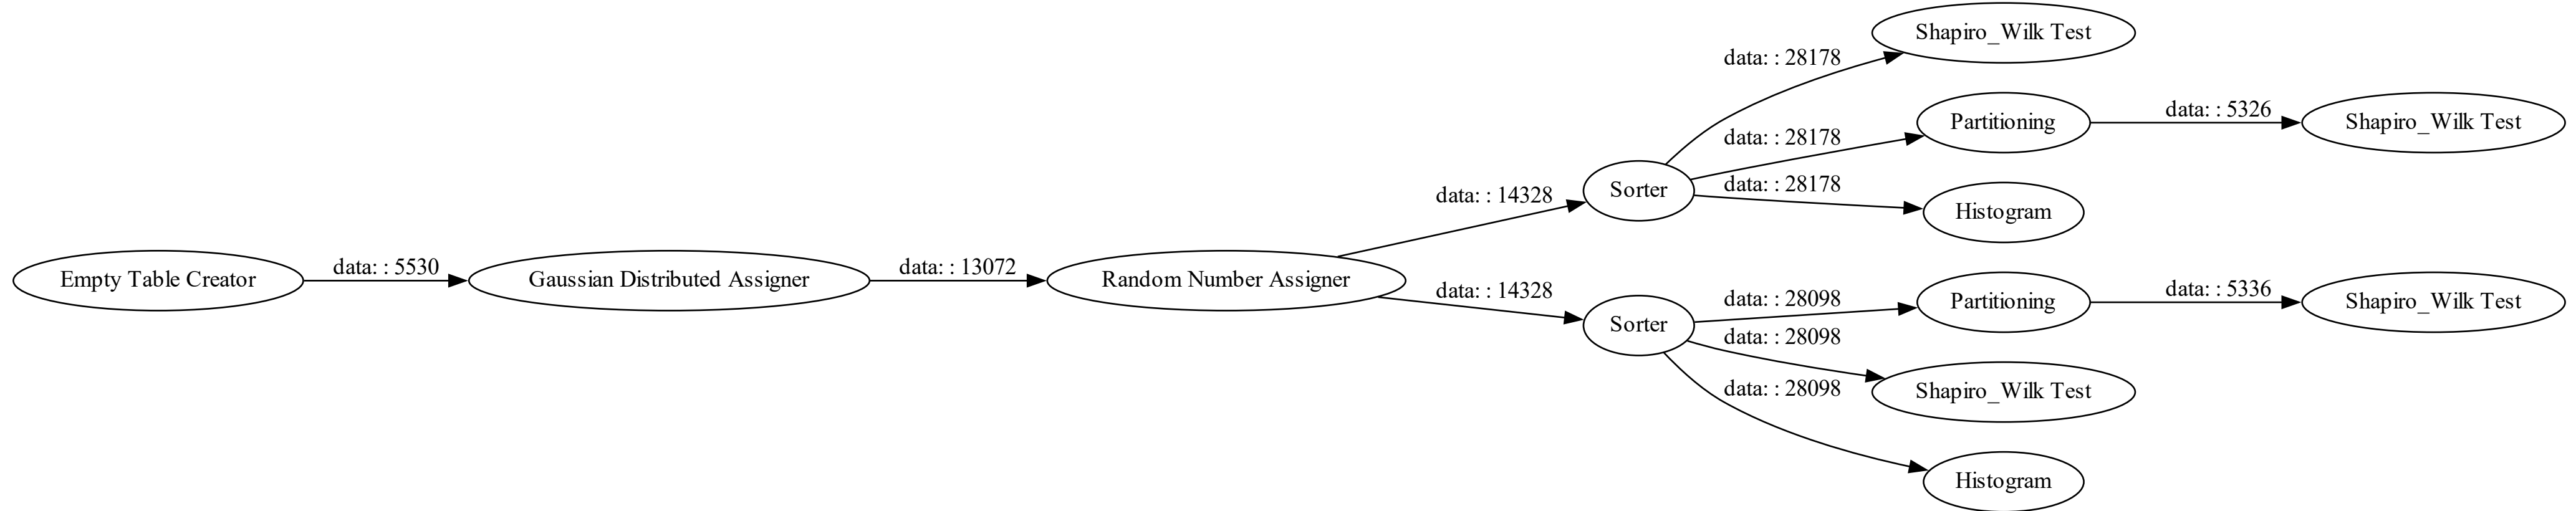 Empty Table Creator
data: : 5530
Gaussian Distributed Assigner
data: : 13072
Random Number Assigner
data: : 14328
Sorter
data: : 28178
Shapiro_Wilk Test
data: : 28178
Partitioning
data: : 5326
Shapiro_Wilk Test
data: : 28178
Histogram
data: : 14328
Sorter
data: : 28098
Partitioning
data: : 5336
Shapiro_Wilk Test
data: : 28098
Shapiro_Wilk Test
data: : 28098
Histogram